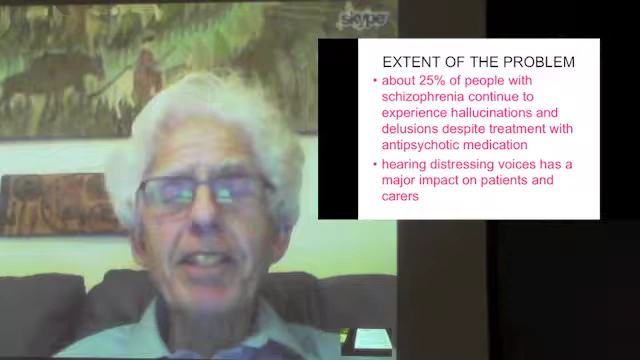 skype
EXTENT OF THE PROBLEM
• about 25% of people with
schizophrenia continue to
experience hallucinations and
delusions despite treatment with
antipsychotic medication
• hearing distressing voices has a
major impact on patients and
carers